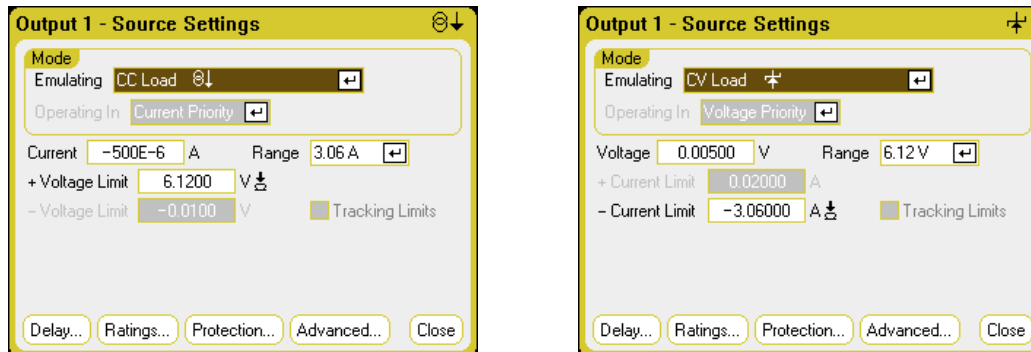 Output 1 - Source Settings
Mode
Emulating CC Load
Operating In Current Priority
Current -500E-6 A Range 3.06 A
+ Voltage Limit 6.1200 V
- Voltage Limit -0.0100 V Tracking Limits
Delay... Ratings... Protection... Advanced... Close
Output 1 - Source Settings
Mode
Emulating CV Load
Operating In Voltage Priority
Voltage 0.00500 V Range 6.12 V
+ Current Limit 0.02000 A
- Current Limit -3.06000 A Tracking Limits
Delay... Ratings... Protection... Advanced... Close